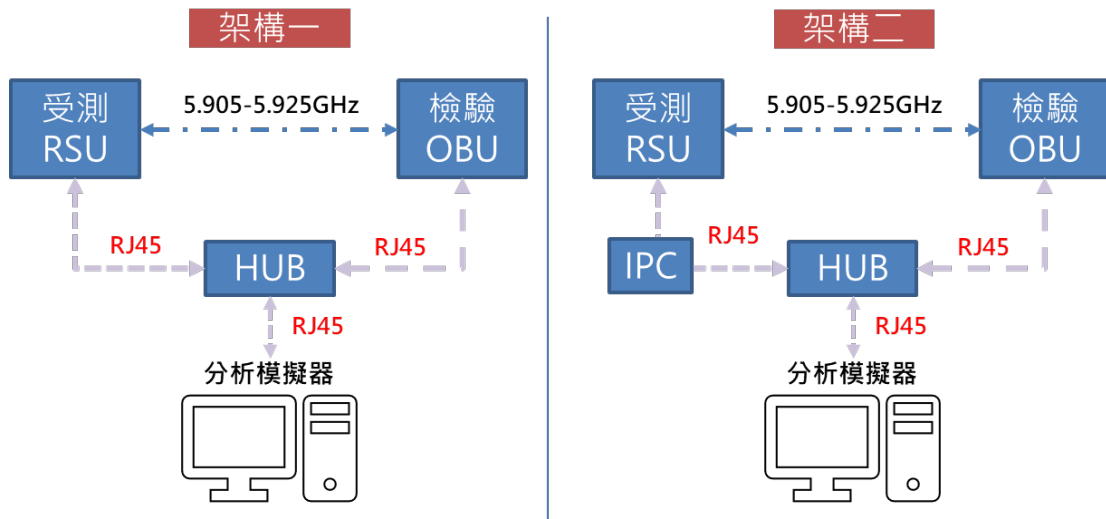 架構一
受測
RSU
5.905-5.925GHz
檢驗
OBU
RJ45
HUB
RJ45
RJ45
分析模擬器
架構二
受測
RSU
5.905-5.925GHz
檢驗
OBU
IPC
RJ45
HUB
RJ45
RJ45
分析模擬器